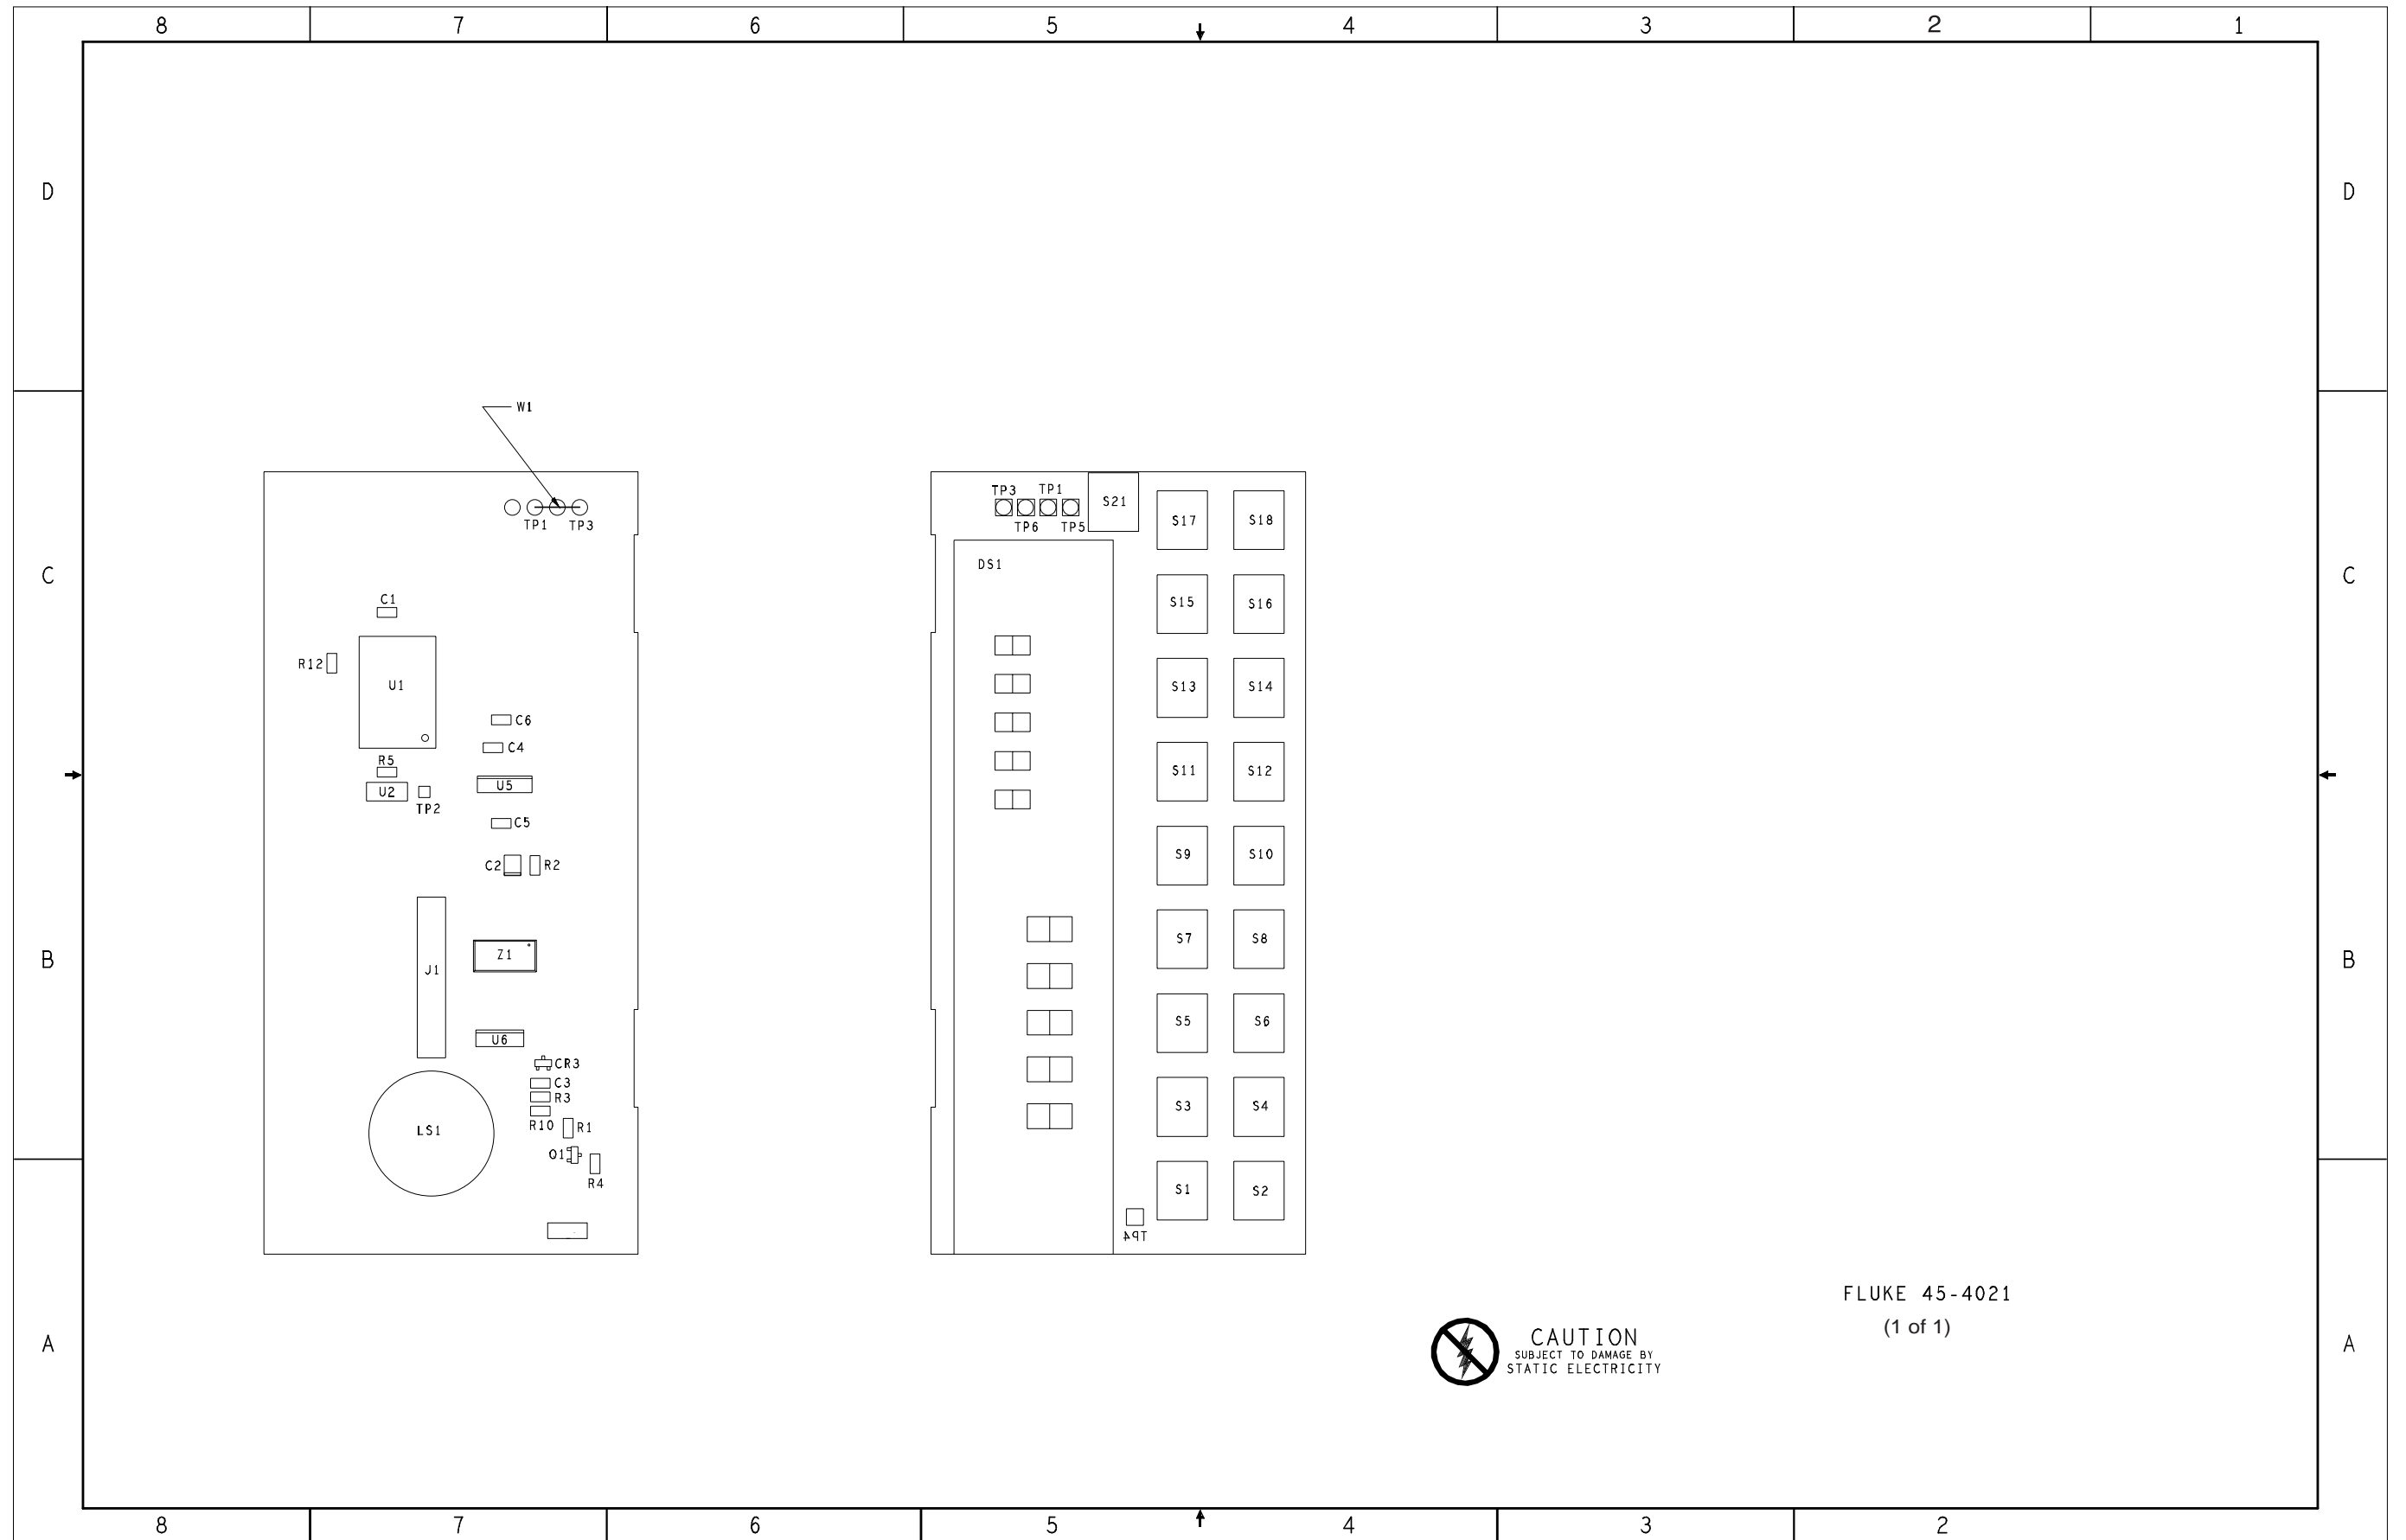 8 7 6 5 4 3 2 1
D D
W1
TP1 TP3
C1
R12
U1
C6
C4
R5
U5
U2
TP2
C5
C2 R2
J1
Z1
U6
CR3
C3
R3
R10 R1
LS1
Q1
R4
TP3 TP1
S21
TP6 TP5
S17 S18
DS1
S15 S16
S13 S14
S11 S12
S9 S10
S7 S8
S5 S6
S3 S4
S1 S2
TP4
C C
B B
FLUKE 45-4021
(1 of 1)
CAUTION
SUBJECT TO DAMAGE BY
STATIC ELECTRICITY
A A
8 7 6 5 4 3 2